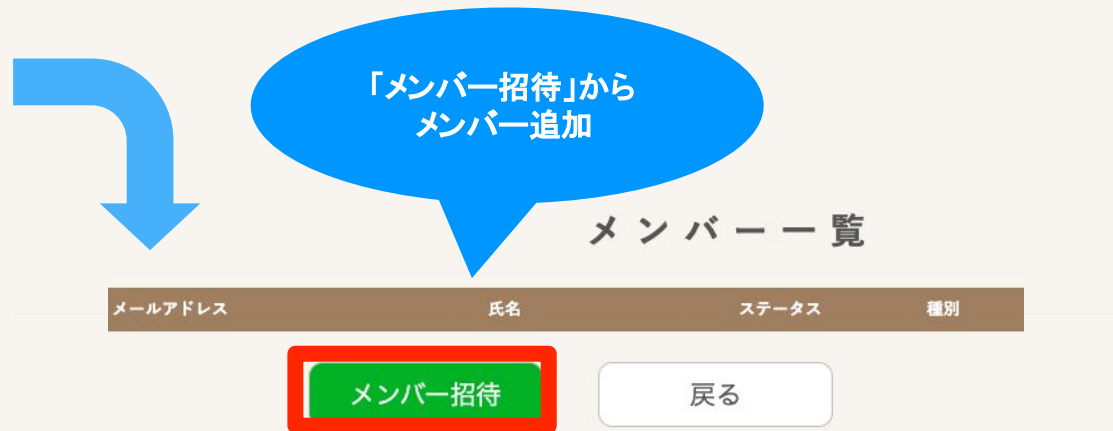 「メンバー招待」から
メンバー追加
メンバー一覧
メールアドレス 氏名 ステータス 種別
メンバー招待 戻る